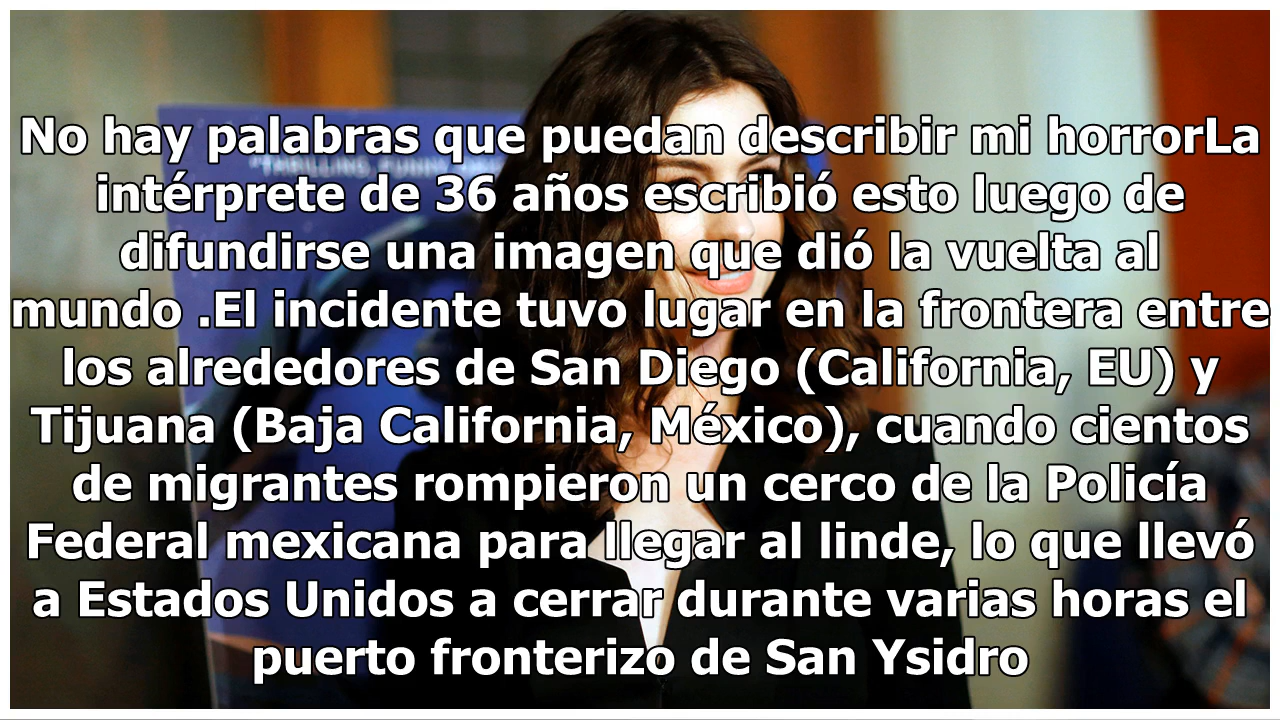 No hay palabras que puedan describir mi horrorLa
intérprete de 36 años escribió esto luego de
difundirse una imagen que dió la vuelta al
mundo .El incidente tuvo lugar en la frontera entre
los alrededores de San Diego (California, EU) y
Tijuana (Baja California, México), cuando cientos
de migrantes rompieron un cerco de la Policía
Federal mexicana para llegar al linde, lo que llevó
a Estados Unidos a cerrar durante varias horas el
puerto fronterizo de San Ysidro